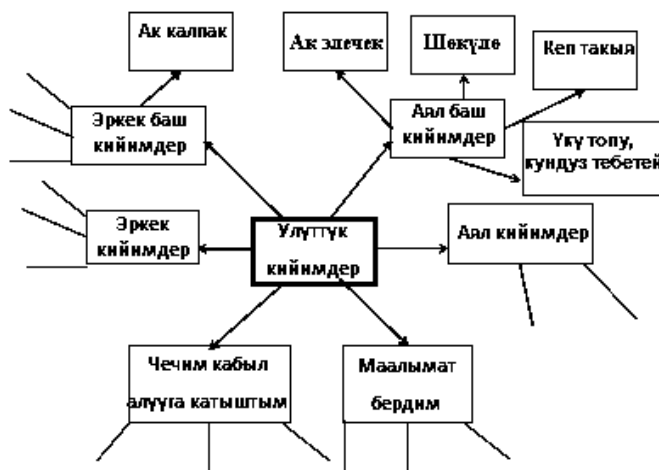 Ак калпак
Ак элечек
Шөкүлө
Кеп такыя
Эркек баш
кийимдер
Аял баш
кийимдер
Үкү топу,
кундуз тебетей
Эркек
кийимдер
Улуттук
кийимдер
Аял кийимдер
Чечим кабыл
алууга катыштым
Маалымат
бердим